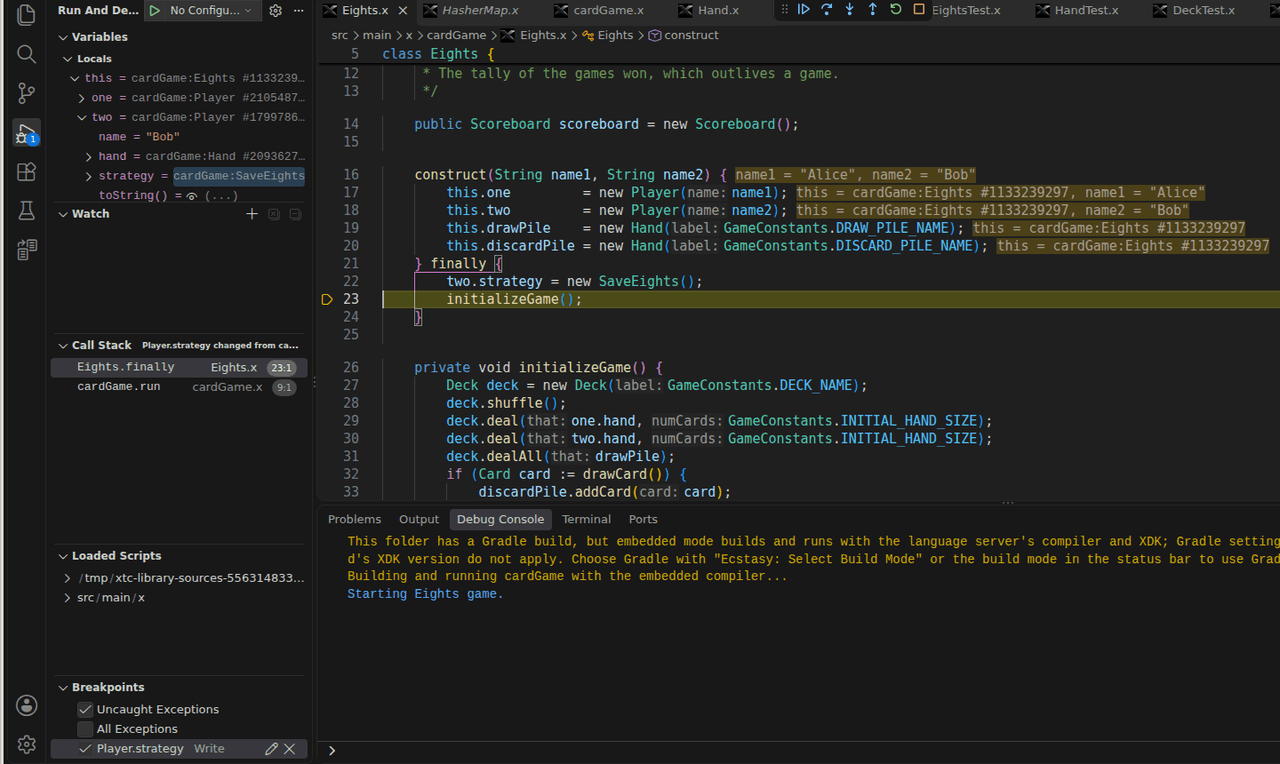 Run And De... No Configu...
Eights.x HasherMap.x cardGame.x Hand.x EightsTest.x HandTest.x DeckTest.x
src > main > x > cardGame > Eights.x > Eights > construct
Variables
Locals
this = cardGame:Eights #1133239...
one = cardGame:Player #2105487...
two = cardGame:Player #1799786...
name = "Bob"
hand = cardGame:Hand #2093627...
strategy = cardGame:SaveEights
toString() = (...)
Watch
Call Stack Player.strategy changed from ca...
Eights.finally Eights.x 23:1
cardGame.run cardGame.x 9:1
Loaded Scripts
/tmp/xtc-library-sources-556314833...
src/main/x
Breakpoints
Uncaught Exceptions
All Exceptions
Player.strategy Write
1
5 class Eights {
12 * The tally of the games won, which outlives a game.
13 */
14 public Scoreboard scoreboard = new Scoreboard();
15
16 construct(String name1, String name2) { name1 = "Alice", name2 = "Bob"
17 this.one = new Player(name: name1); this = cardGame:Eights #1133239297, name1 = "Alice"
18 this.two = new Player(name: name2); this = cardGame:Eights #1133239297, name2 = "Bob"
19 this.drawPile = new Hand(label: GameConstants.DRAW_PILE_NAME); this = cardGame:Eights #1133239297
20 this.discardPile = new Hand(label: GameConstants.DISCARD_PILE_NAME); this = cardGame:Eights #1133239297
21 } finally {
22 two.strategy = new SaveEights();
23 initializeGame();
24 }
25
26 private void initializeGame() {
27 Deck deck = new Deck(label: GameConstants.DECK_NAME);
28 deck.shuffle();
29 deck.deal(that: one.hand, numCards: GameConstants.INITIAL_HAND_SIZE);
30 deck.deal(that: two.hand, numCards: GameConstants.INITIAL_HAND_SIZE);
31 deck.dealAll(that: drawPile);
32 if (Card card := drawCard()) {
33 discardPile.addCard(card: card);
Problems Output Debug Console Terminal Ports
This folder has a Gradle build, but embedded mode builds and runs with the language server's compiler and XDK; Gradle setting
d's XDK version do not apply. Choose Gradle with "Ecstasy: Select Build Mode" or the build mode in the status bar to use Grad
Building and running cardGame with the embedded compiler...
Starting Eights game.